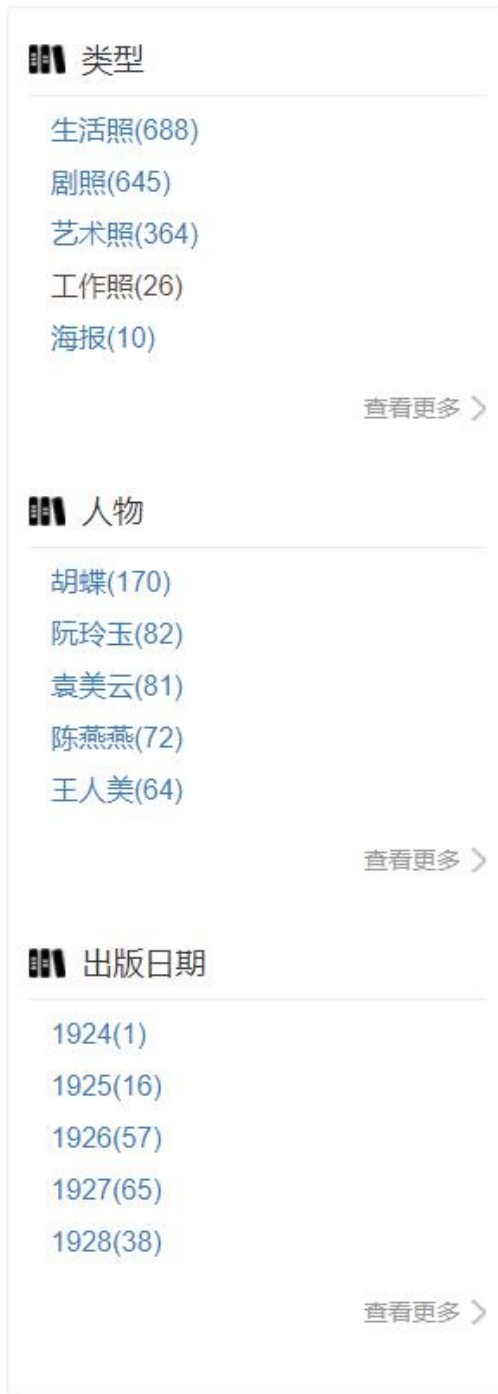 类型
生活照(688)
剧照(645)
艺术照(364)
工作照(26)
海报(10)
查看更多
人物
胡蝶(170)
阮玲玉(82)
袁美云(81)
陈燕燕(72)
王人美(64)
查看更多
出版日期
1924(1)
1925(16)
1926(57)
1927(65)
1928(38)
查看更多